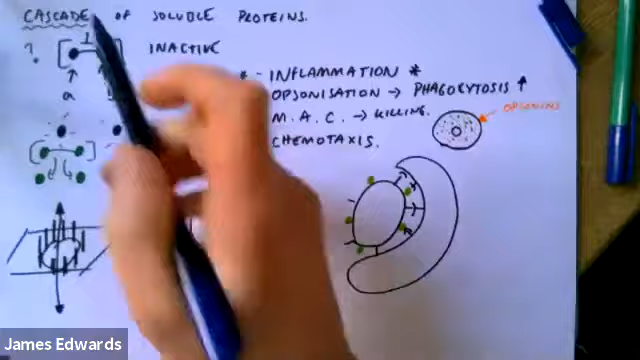 CASCADE OF SOLUBLE PROTEINS.
?. INACTIVE
a
* - INFLAMMATION *
OPSONISATION → PHAGOCYTOSIS ↑
M.A.C. → KILLING.
CHEMOTAXIS.
OPSONINS
James Edwards